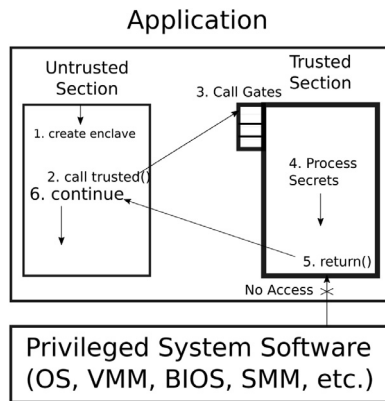 Application
Untrusted
Section
Trusted
Section
3. Call Gates
1. create enclave
2. call trusted()
6. continue
4. Process
Secrets
5. return()
No Access
Privileged System Software
(OS, VMM, BIOS, SMM, etc.)